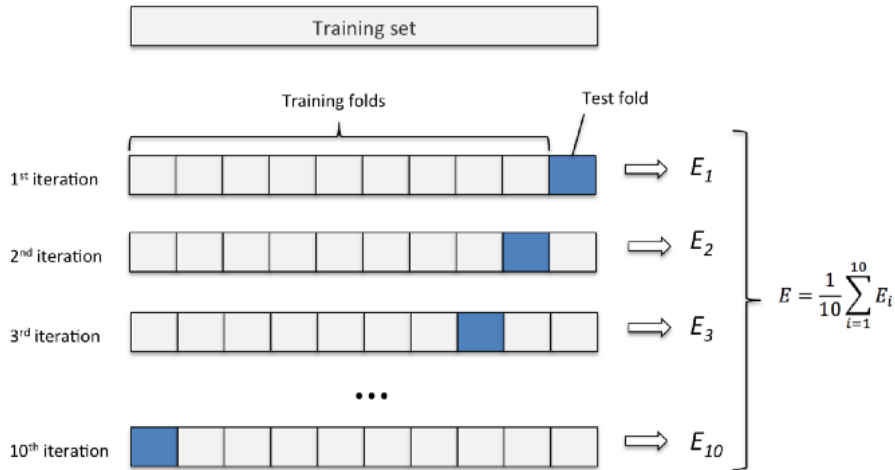 Training set
Training folds
Test fold
1st iteration
E1
2nd iteration
E2
3rd iteration
E3
E = 1/10 10∑i=1 Ei
...
10th iteration
E10